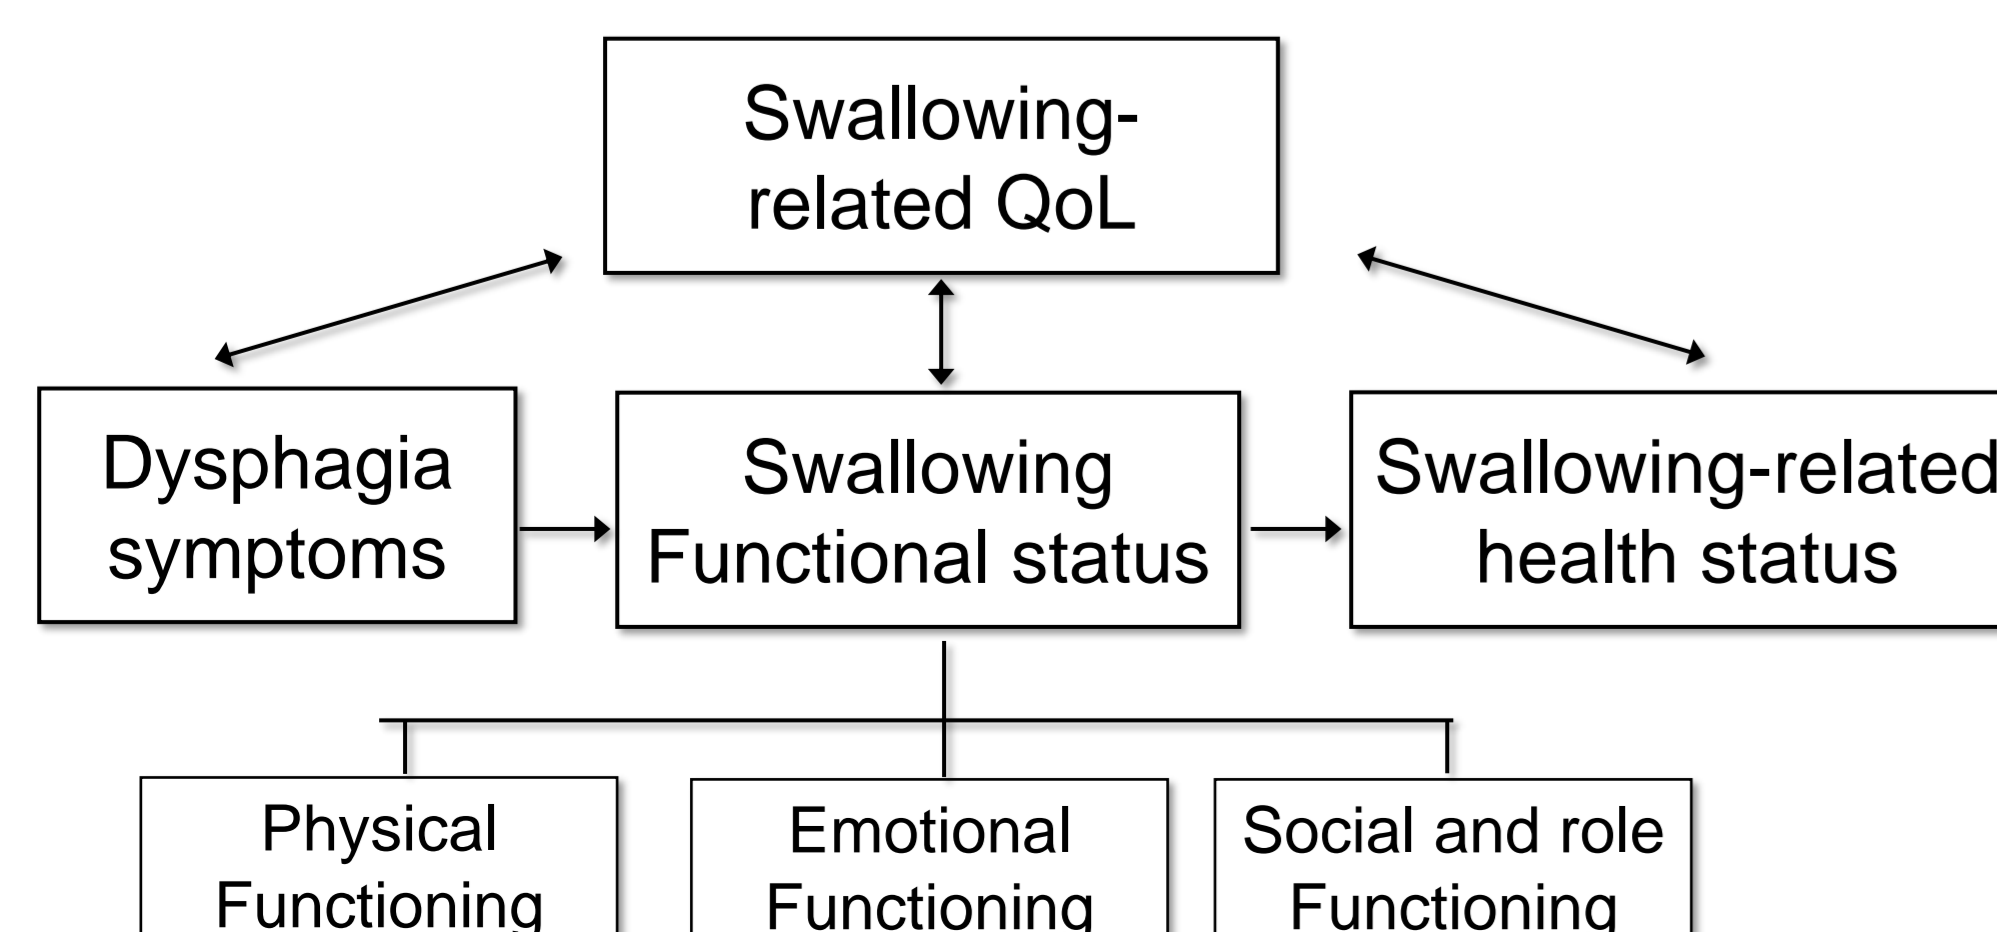 Swallowing-
related QoL
Dysphagia
symptoms
Swallowing
Functional status
Swallowing-related
health status
Physical
Functioning
Emotional
Functioning
Social and role
Functioning